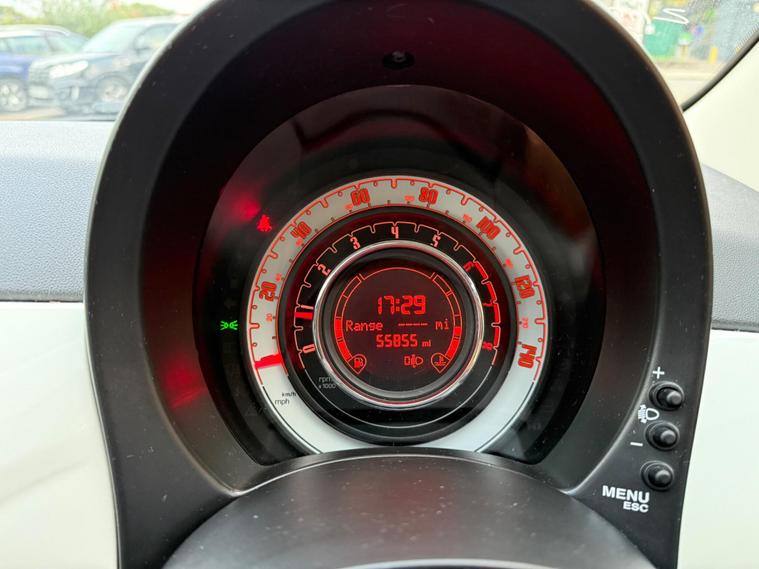 20 40 60 80 100 120 140
0 1 2 3 4 5 6 7 8
17:29
Range ---- mi
55855 mi
rpm
x1000
km/h
mph
+
-
MENU
ESC